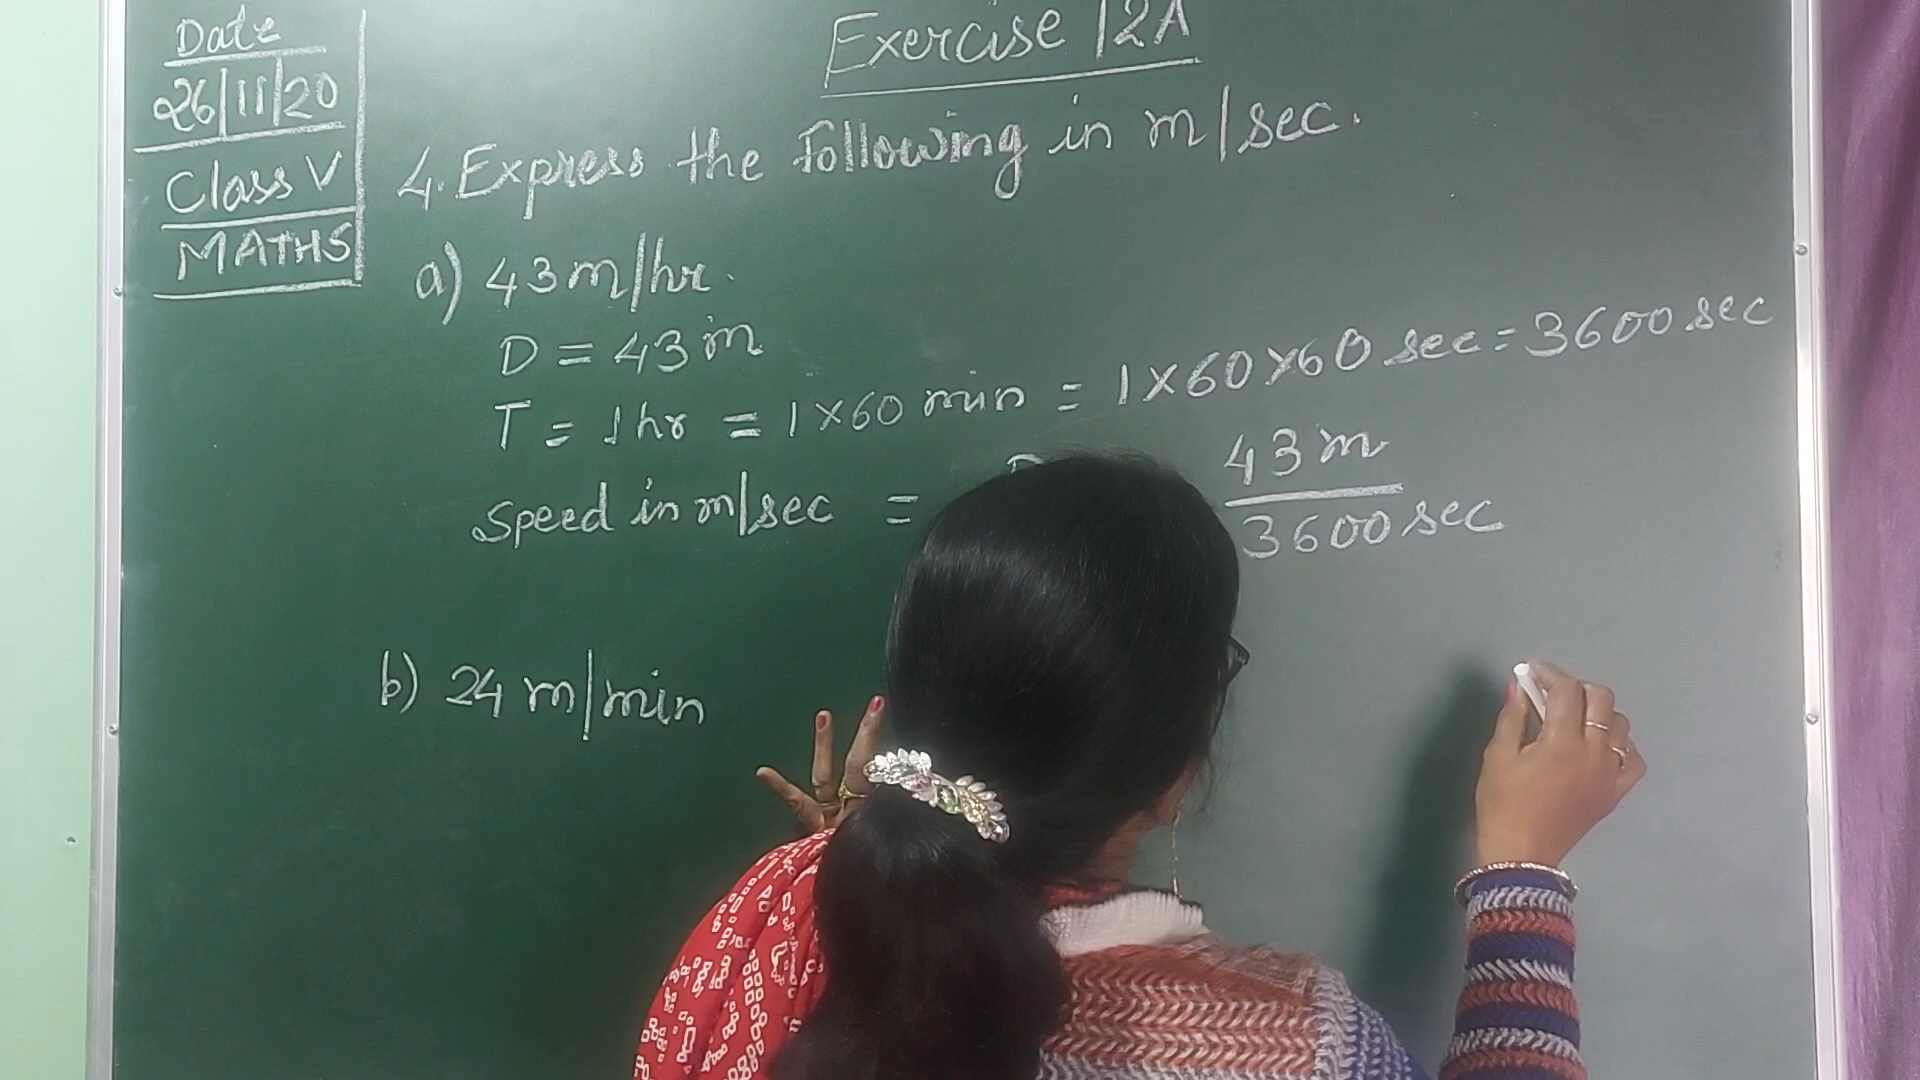 Date
26/11/20
Class V
MATHS
Exercise 12A
4. Express the following in m/sec.
a) 43 m/hr.
D = 43 m
T = 1 hr = 1 × 60 min = 1 × 60 × 60 sec = 3600 sec
Speed in m/sec =
43 m
3600 sec
b) 24 m/min